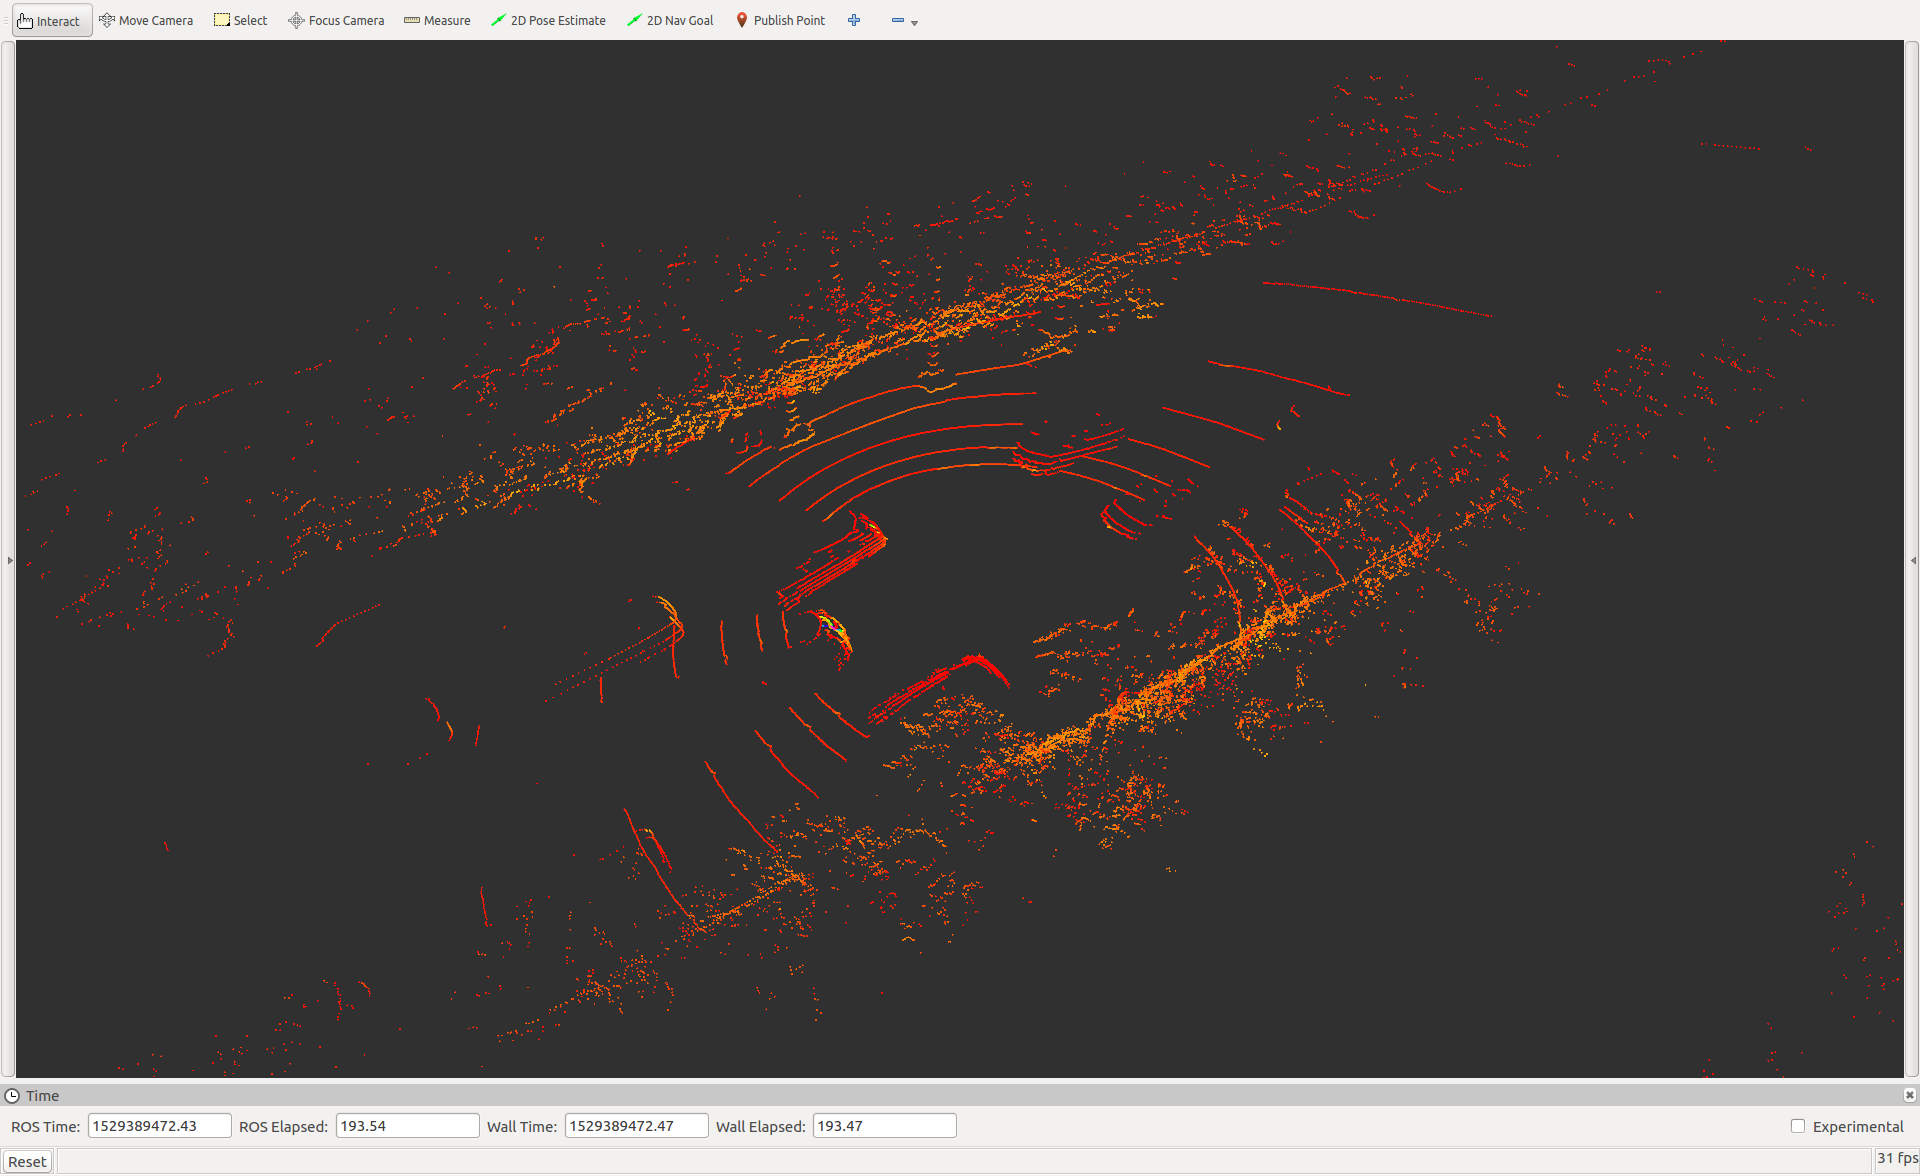 Interact Move Camera Select Focus Camera Measure 2D Pose Estimate 2D Nav Goal Publish Point
Time
ROS Time: 1529389472.43 ROS Elapsed: 193.54 Wall Time: 1529389472.47 Wall Elapsed: 193.47 Experimental
Reset 31 fps